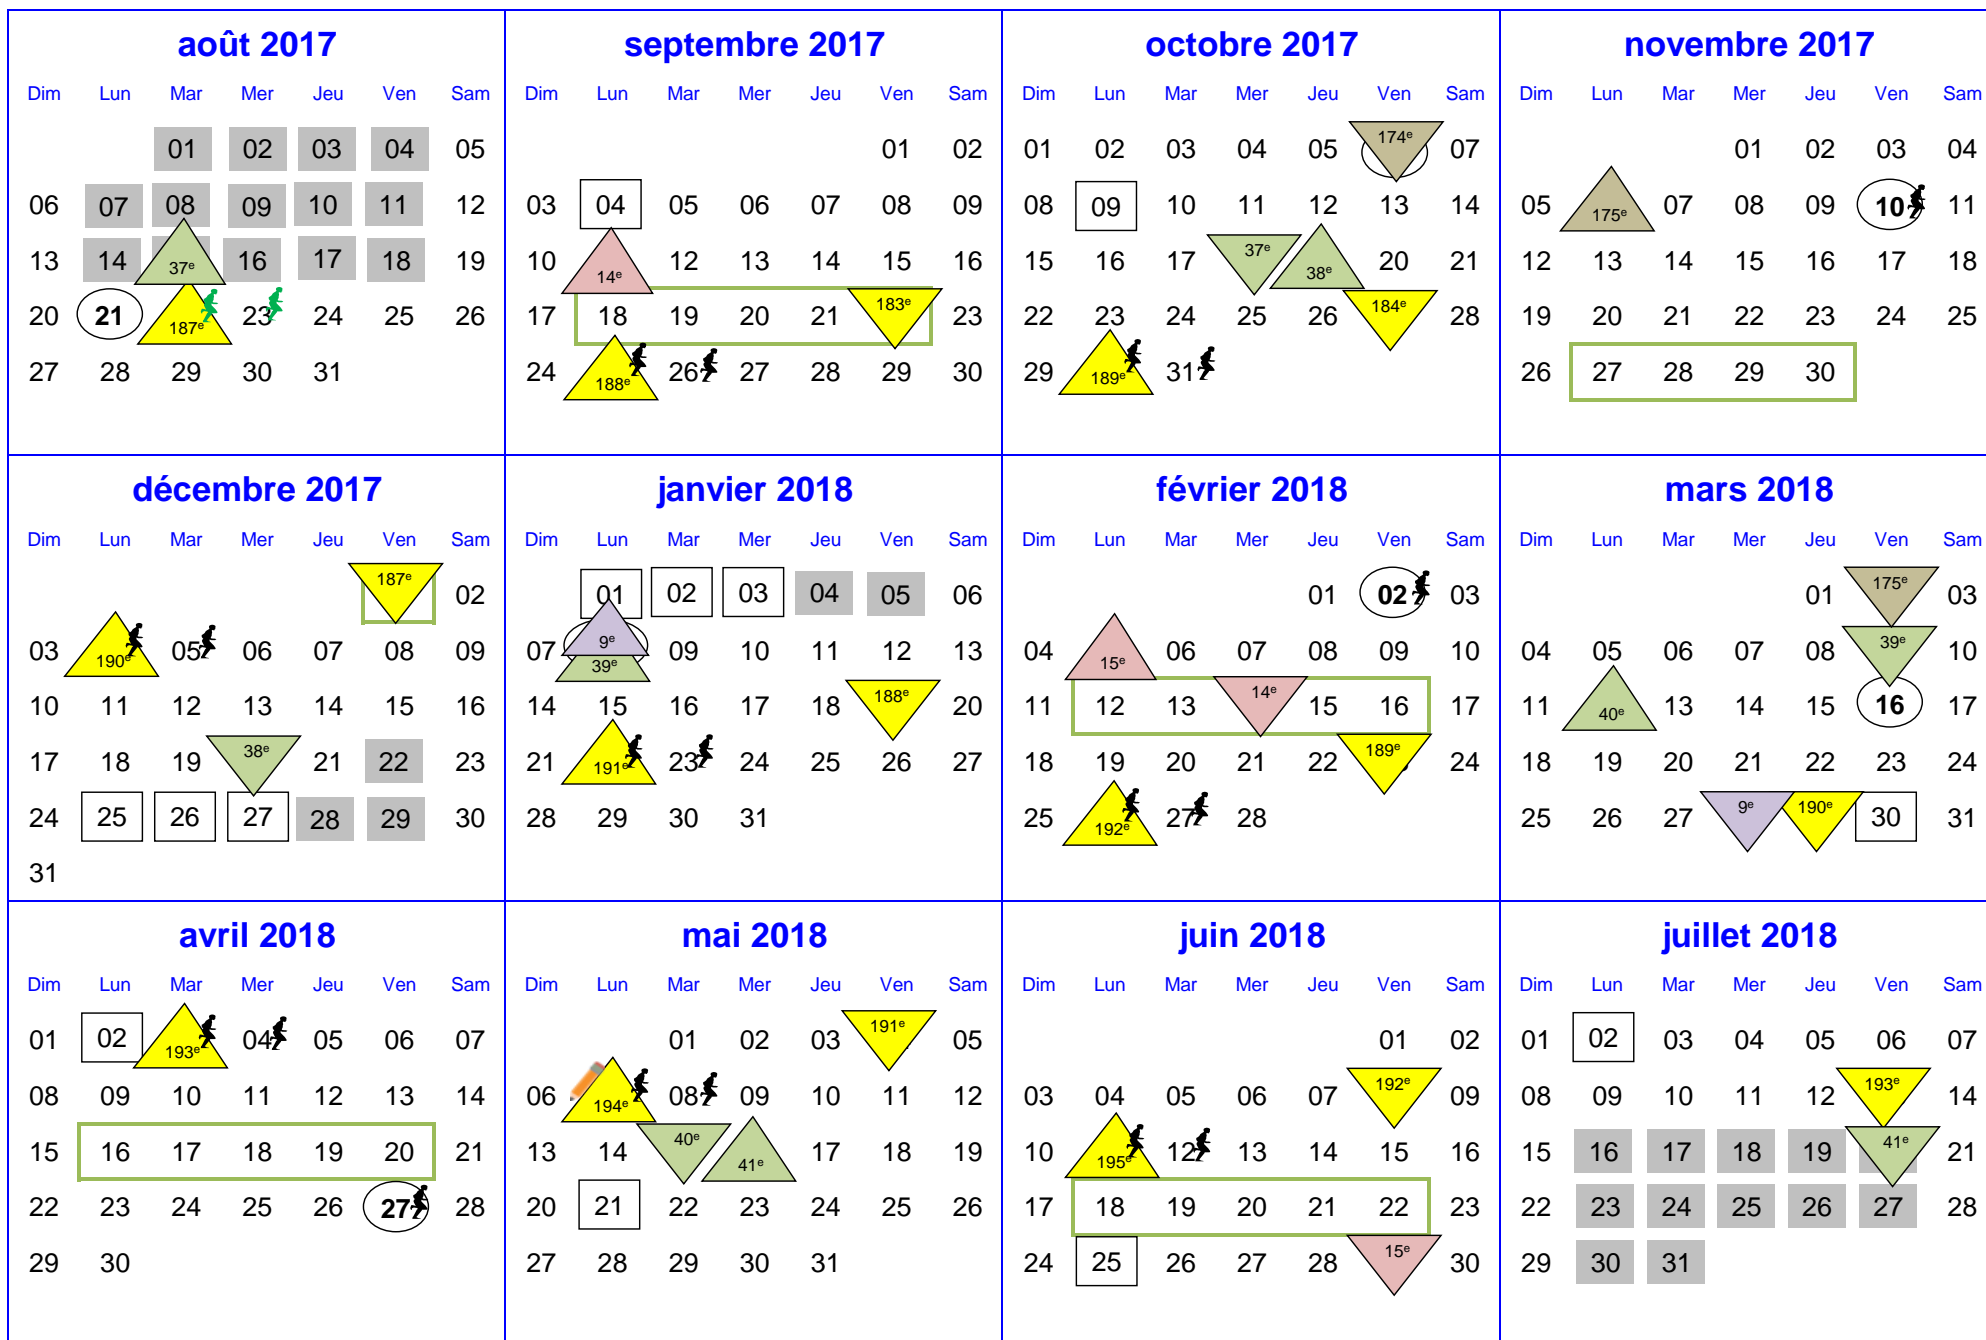 août 2017
Dim Lun Mar Mer Jeu Ven Sam
01 02 03 04 05
06 07 08 09 10 11 12
13 14 37e 16 17 18 19
20 21 187e 23 24 25 26
27 28 29 30 31
septembre 2017
Dim Lun Mar Mer Jeu Ven Sam
01 02
03 04 05 06 07 08 09
10 14e 12 13 14 15 16
17 18 19 20 21 183e 23
24 188e 26 27 28 29 30
octobre 2017
Dim Lun Mar Mer Jeu Ven Sam
01 02 03 04 05 174e 07
08 09 10 11 12 13 14
15 16 17 37e 38e 20 21
22 23 24 25 26 184e 28
29 189e 31
novembre 2017
Dim Lun Mar Mer Jeu Ven Sam
01 02 03 04
05 175e 07 08 09 10 11
12 13 14 15 16 17 18
19 20 21 22 23 24 25
26 27 28 29 30
décembre 2017
Dim Lun Mar Mer Jeu Ven Sam
187e 02
03 190e 05 06 07 08 09
10 11 12 13 14 15 16
17 18 19 38e 21 22 23
24 25 26 27 28 29 30
31
janvier 2018
Dim Lun Mar Mer Jeu Ven Sam
01 02 03 04 05 06
07 9e 39e 09 10 11 12 13
14 15 16 17 18 188e 20
21 191e 23 24 25 26 27
28 29 30 31
février 2018
Dim Lun Mar Mer Jeu Ven Sam
01 02 03
04 15e 06 07 08 09 10
11 12 13 14e 15 16 17
18 19 20 21 22 189e 24
25 192e 27 28
mars 2018
Dim Lun Mar Mer Jeu Ven Sam
01 175e 03
04 05 06 07 08 39e 10
11 40e 13 14 15 16 17
18 19 20 21 22 23 24
25 26 27 9e 190e 30 31
avril 2018
Dim Lun Mar Mer Jeu Ven Sam
01 02 193e 04 05 06 07
08 09 10 11 12 13 14
15 16 17 18 19 20 21
22 23 24 25 26 27 28
29 30
mai 2018
Dim Lun Mar Mer Jeu Ven Sam
01 02 03 191e 05
06 194e 08 09 10 11 12
13 14 40e 41e 17 18 19
20 21 22 23 24 25 26
27 28 29 30 31
juin 2018
Dim Lun Mar Mer Jeu Ven Sam
01 02
03 04 05 06 07 192e 09
10 195e 12 13 14 15 16
17 18 19 20 21 22 23
24 25 26 27 28 15e 30
juillet 2018
Dim Lun Mar Mer Jeu Ven Sam
01 02 03 04 05 06 07
08 09 10 11 12 193e 14
15 16 17 18 19 41e 21
22 23 24 25 26 27 28
29 30 31